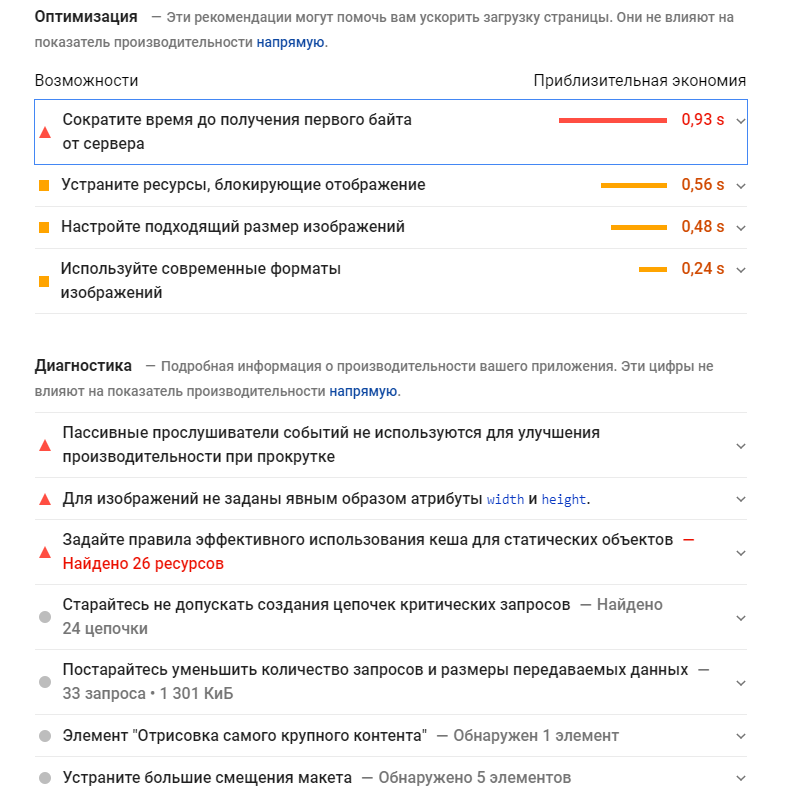 Оптимизация — Эти рекомендации могут помочь вам ускорить загрузку страницы. Они не влияют на
показатель производительности напрямую.
Возможности Приблизительная экономия
Сократите время до получения первого байта 0,93 s
от сервера
Устраните ресурсы, блокирующие отображение 0,56 s
Настройте подходящий размер изображений 0,48 s
Используйте современные форматы 0,24 s
изображений
Диагностика — Подробная информация о производительности вашего приложения. Эти цифры не
влияют на показатель производительности напрямую.
Пассивные прослушиватели событий не используются для улучшения
производительности при прокрутке
Для изображений не заданы явным образом атрибуты width и height.
Задайте правила эффективного использования кеша для статических объектов —
Найдено 26 ресурсов
Старайтесь не допускать создания цепочек критических запросов — Найдено
24 цепочки
Постарайтесь уменьшить количество запросов и размеры передаваемых данных —
33 запроса • 1 301 КиБ
Элемент "Отрисовка самого крупного контента" — Обнаружен 1 элемент
Устраните большие смещения макета — Обнаружено 5 элементов